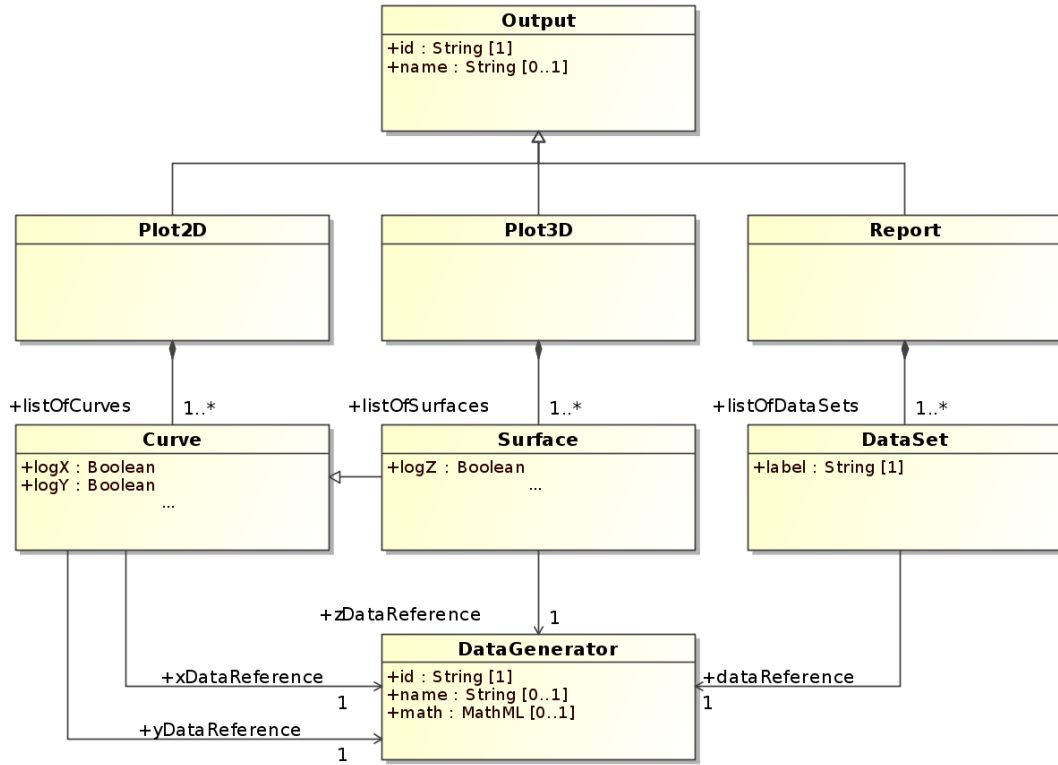 Output
+id : String [1]
+name : String [0..1]
Plot2D
Plot3D
Report
+listOfCurves
1..*
+listOfSurfaces
1..*
+listOfDataSets
1..*
Curve
+logX : Boolean
+logY : Boolean
...
Surface
+logZ : Boolean
...
DataSet
+label : String [1]
+zDataReference
1
DataGenerator
+id : String [1]
+name : String [0..1]
+math : MathML [0..1]
+xDataReference
1
+yDataReference
1
+dataReference
1